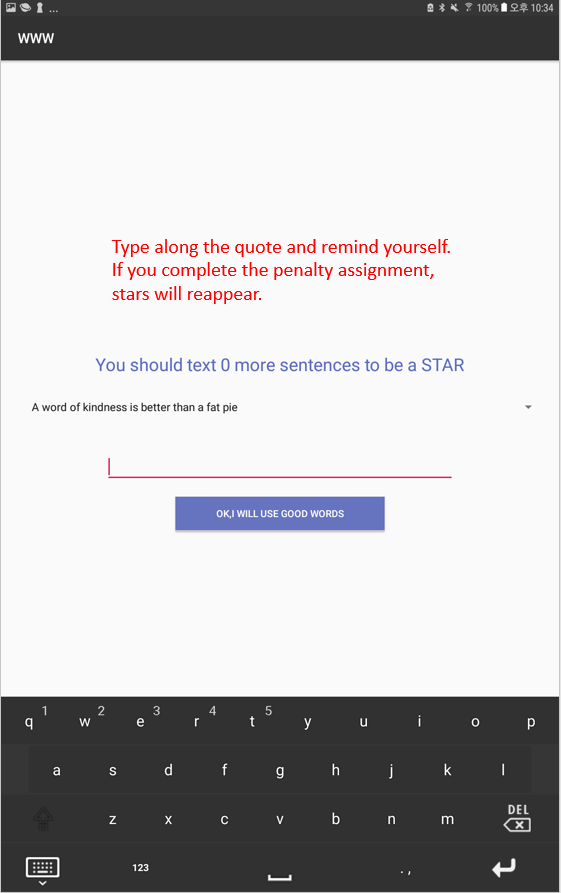 ... 100% 오후 10:34
WWW
Type along the quote and remind yourself.
If you complete the penalty assignment,
stars will reappear.
You should text 0 more sentences to be a STAR
A word of kindness is better than a fat pie
OK,I WILL USE GOOD WORDS
1 2 3 4 5
q w e r t y u i o p
a s d f g h j k l
z x c v b n m DEL
123 . ,